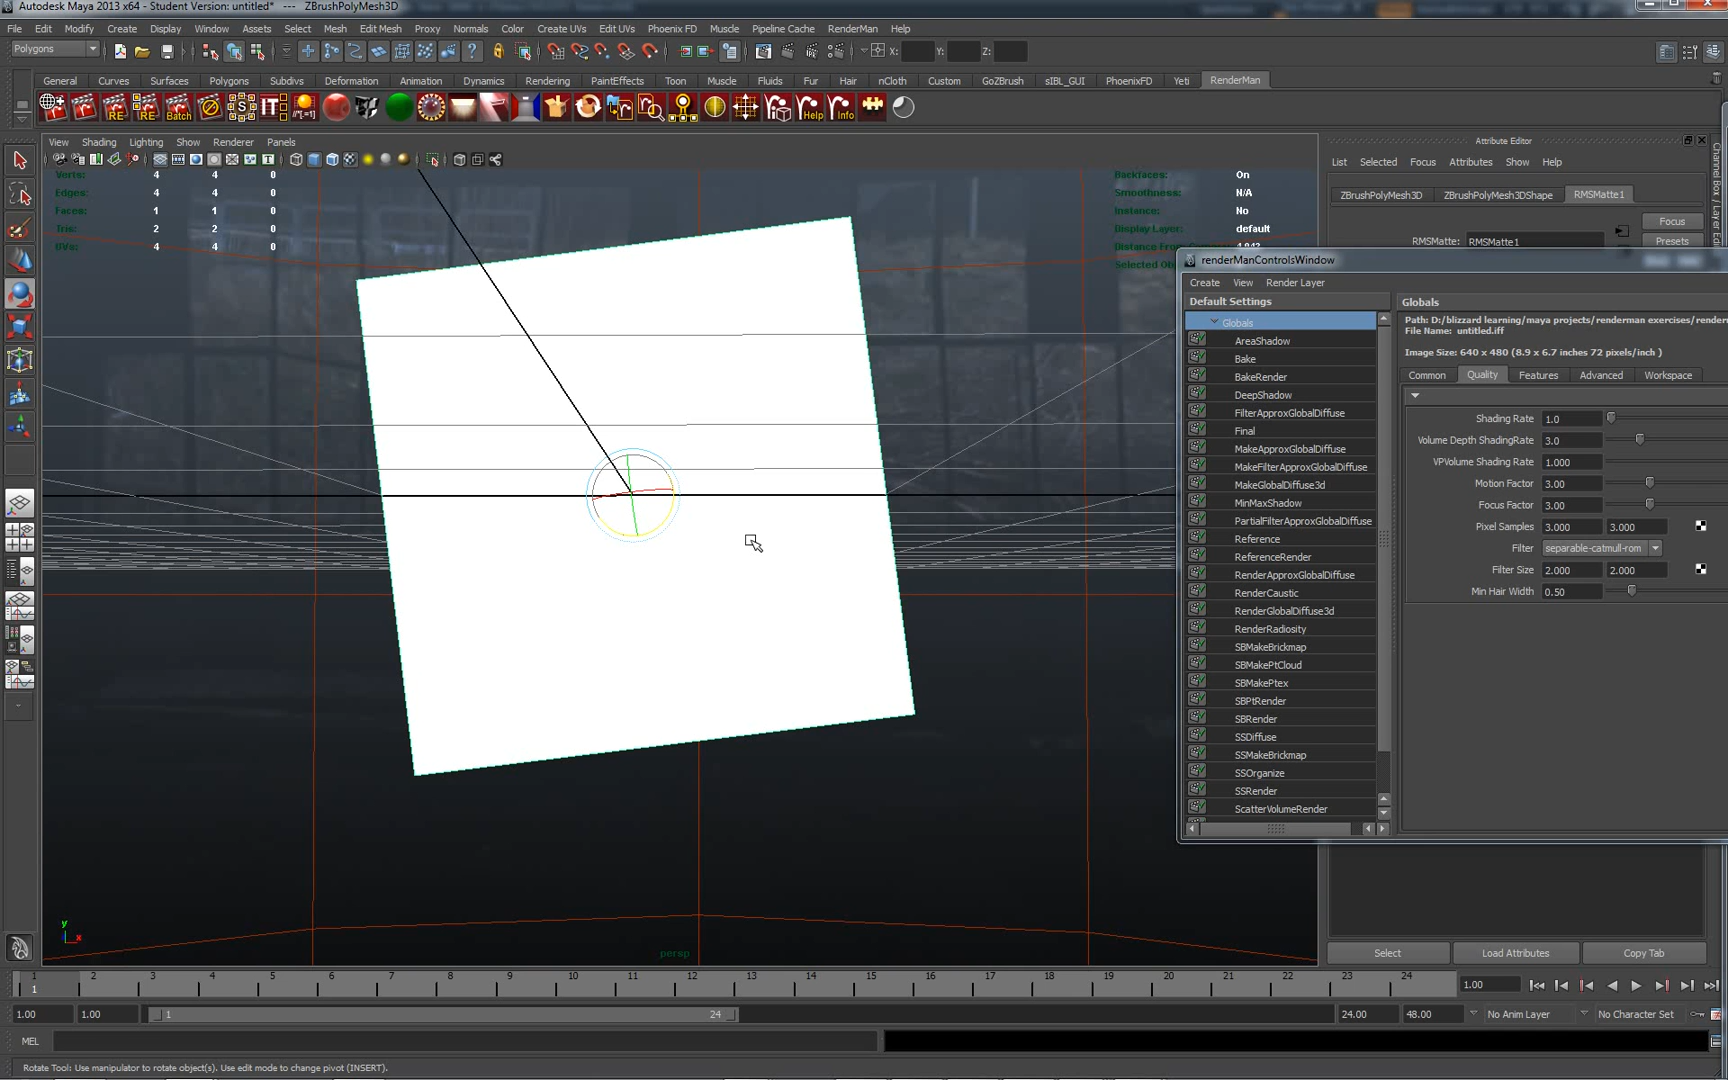 Autodesk Maya 2013 x64 - Student Version: untitled* --- ZBrushPolyMesh3D
File Edit Modify Create Display Window Assets Select Mesh Edit Mesh Proxy Normals Color Create UVs Edit UVs Phoenix FD Muscle Pipeline Cache RenderMan Help
Polygons X: Y: Z:
General Curves Surfaces Polygons Subdivs Deformation Animation Dynamics Rendering PaintEffects Toon Muscle Fluids Fur Hair nCloth Custom GoZBrush sIBL_GUI PhoenixFD Yeti RenderMan
RE RE Batch S IT Help Info
View Shading Lighting Show Renderer Panels
Verts: 4 4 0
Edges: 4 4 0
Faces: 1 1 0
Tris: 2 2 0
UVs: 4 4 0
Backfaces: On
Smoothness: N/A
Instance: No
Display Layer: default
persp
y
x
Attribute Editor
List Selected Focus Attributes Show Help
ZBrushPolyMesh3D ZBrushPolyMesh3DShape RMSMatte1
Focus
RMSMatte: RMSMatte1 Presets
Channel Box / Layer Edi
renderManControlsWindow
Create View Render Layer
Default Settings
Globals
AreaShadow
Bake
BakeRender
DeepShadow
FilterApproxGlobalDiffuse
Final
MakeApproxGlobalDiffuse
MakeFilterApproxGlobalDiffuse
MakeGlobalDiffuse3d
MinMaxShadow
PartialFilterApproxGlobalDiffuse
Reference
ReferenceRender
RenderApproxGlobalDiffuse
RenderCaustic
RenderGlobalDiffuse3d
RenderRadiosity
SBMakeBrickmap
SBMakePtCloud
SBMakePtex
SBPtRender
SBRender
SSDiffuse
SSMakeBrickmap
SSOrganize
SSRender
ScatterVolumeRender
Globals
Path: D:/blizzard learning/maya projects/renderman exercises/render
File Name: untitled.iff
Image Size: 640 x 480 (8.9 x 6.7 inches 72 pixels/inch )
Common Quality Features Advanced Workspace
Shading Rate 1.0
Volume Depth ShadingRate 3.0
VPVolume Shading Rate 1.000
Motion Factor 3.00
Focus Factor 3.00
Pixel Samples 3.000 3.000
Filter separable-catmull-rom
Filter Size 2.000 2.000
Min Hair Width 0.50
Select Load Attributes Copy Tab
1 2 3 4 5 6 7 8 9 10 11 12 13 14 15 16 17 18 19 20 21 22 23 24
1 1.00
1.00 1.00 1 24 24.00 48.00 No Anim Layer No Character Set
MEL
Rotate Tool: Use manipulator to rotate object(s). Use edit mode to change pivot (INSERT).